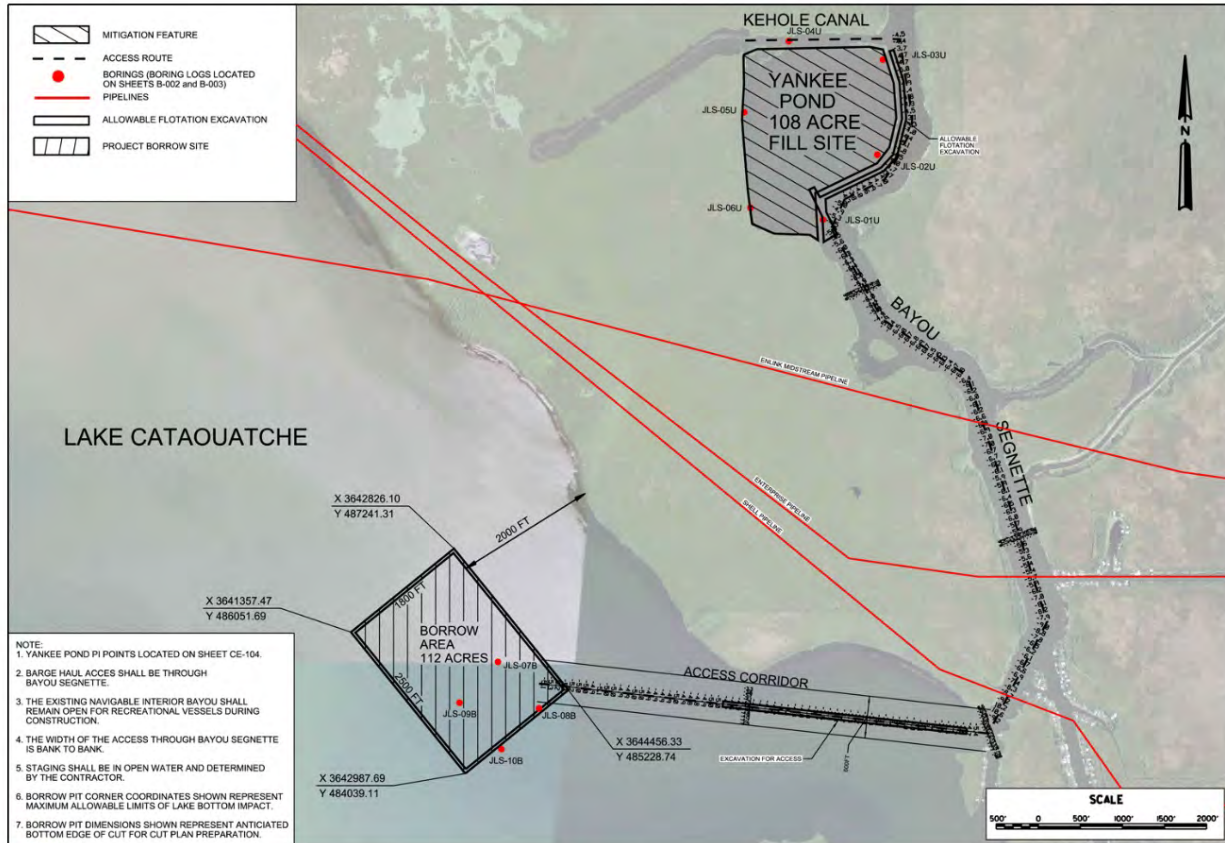 MITIGATION FEATURE
ACCESS ROUTE
BORINGS (BORING LOGS LOCATED
ON SHEETS B-002 and B-003)
PIPELINES
ALLOWABLE FLOTATION EXCAVATION
PROJECT BORROW SITE
KEHOLE CANAL
JLS-04U
JLS-03U
YANKEE
POND
108 ACRE
FILL SITE
JLS-05U
ALLOWABLE
FLOTATION
EXCAVATION
JLS-02U
JLS-06U
JLS-01U
N
BAYOU
SEGNETTE
ENLINK MIDSTREAM PIPELINE
ENTERPRISE PIPELINE
SHELL PIPELINE
LAKE CATAOUATCHE
X 3642826.10
Y 487241.31
2000 FT
X 3641357.47
Y 486051.69
1800 FT
2500 FT
BORROW
AREA
112 ACRES
JLS-07B
JLS-09B
JLS-08B
JLS-10B
ACCESS CORRIDOR
X 3644456.33
Y 485228.74
EXCAVATION FOR ACCESS
500FT
X 3642987.69
Y 484039.11
NOTE:
1. YANKEE POND PI POINTS LOCATED ON SHEET CE-104.
2. BARGE HAUL ACCES SHALL BE THROUGH
BAYOU SEGNETTE.
3. THE EXISTING NAVIGABLE INTERIOR BAYOU SHALL
REMAIN OPEN FOR RECREATIONAL VESSELS DURING
CONSTRUCTION.
4. THE WIDTH OF THE ACCESS THROUGH BAYOU SEGNETTE
IS BANK TO BANK.
5. STAGING SHALL BE IN OPEN WATER AND DETERMINED
BY THE CONTRACTOR.
6. BORROW PIT CORNER COORDINATES SHOWN REPRESENT
MAXIMUM ALLOWABLE LIMITS OF LAKE BOTTOM IMPACT.
7. BORROW PIT DIMENSIONS SHOWN REPRESENT ANTICIATED
BOTTOM EDGE OF CUT FOR CUT PLAN PREPARATION.
SCALE
500' 0 500' 1000' 1500' 2000'